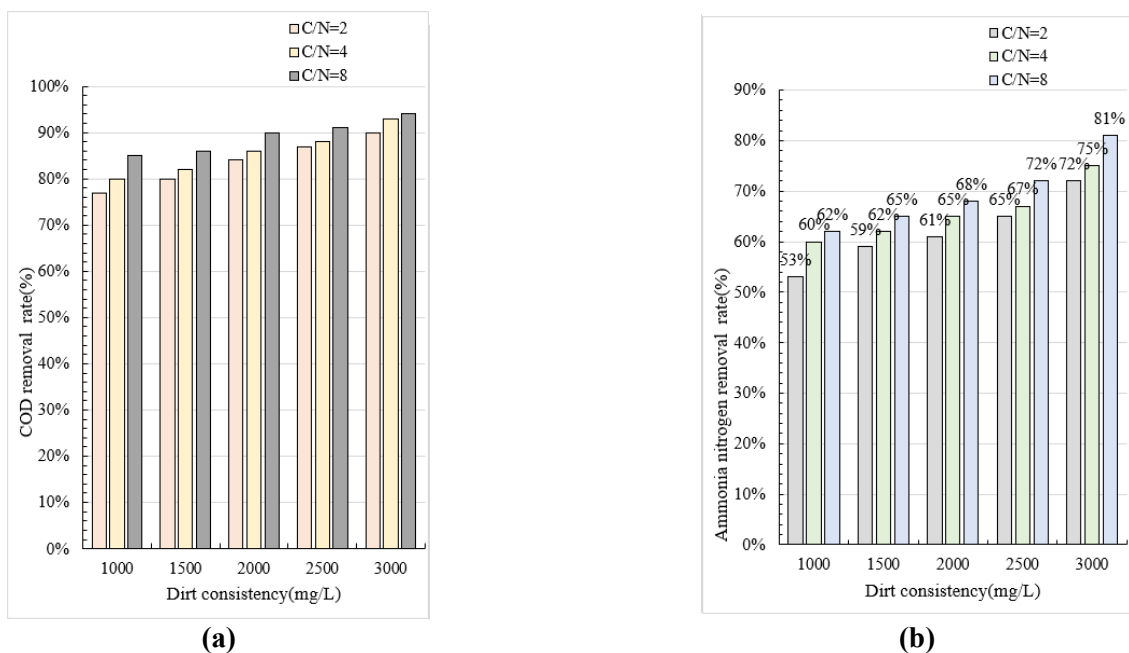 C/N=2
C/N=4
C/N=8
100%
90%
80%
70%
60%
50%
40%
30%
20%
10%
0%
COD removal rate(%)
1000 1500 2000 2500 3000
Dirt consistency(mg/L)
(a)
C/N=2
C/N=4
C/N=8
90%
80%
70%
60%
50%
40%
30%
20%
10%
0%
Ammonia nitrogen removal rate(%)
53% 60% 62% 59% 62% 65% 61% 65% 68% 65% 67% 72% 72% 75% 81%
1000 1500 2000 2500 3000
Dirt consistency(mg/L)
(b)